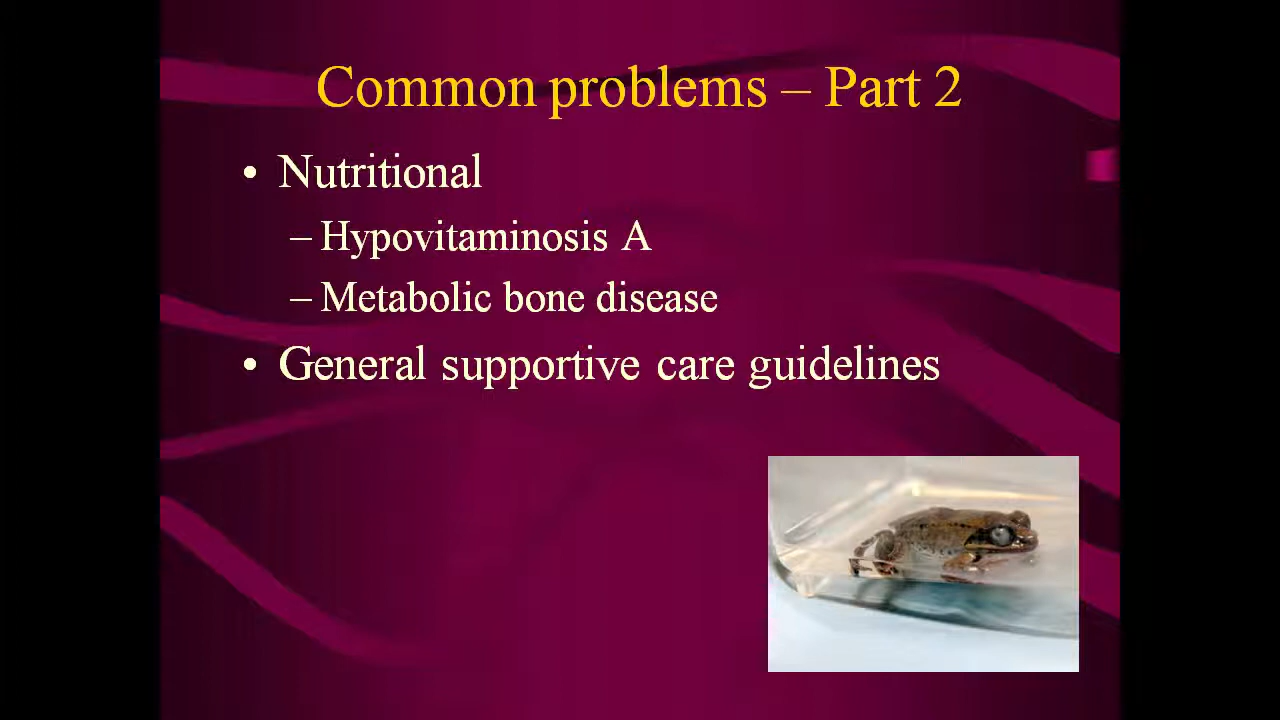 Common problems – Part 2
• Nutritional
– Hypovitaminosis A
– Metabolic bone disease
• General supportive care guidelines